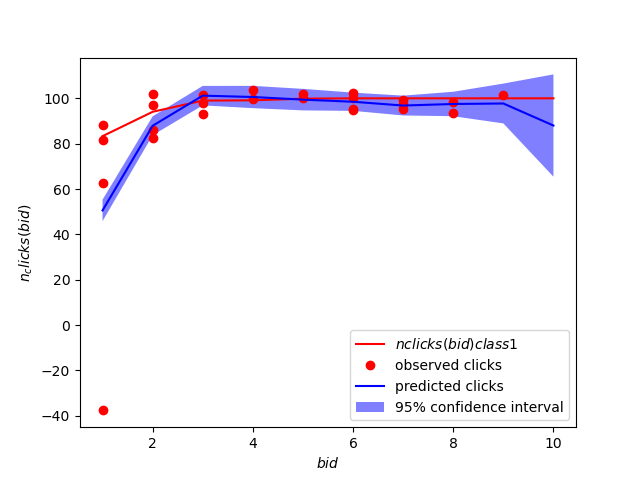 100
80
60
40
20
0
−20
−40
n_clicks(bid)
nclicks(bid)class1
observed clicks
predicted clicks
95% confidence interval
2
4
6
8
10
bid